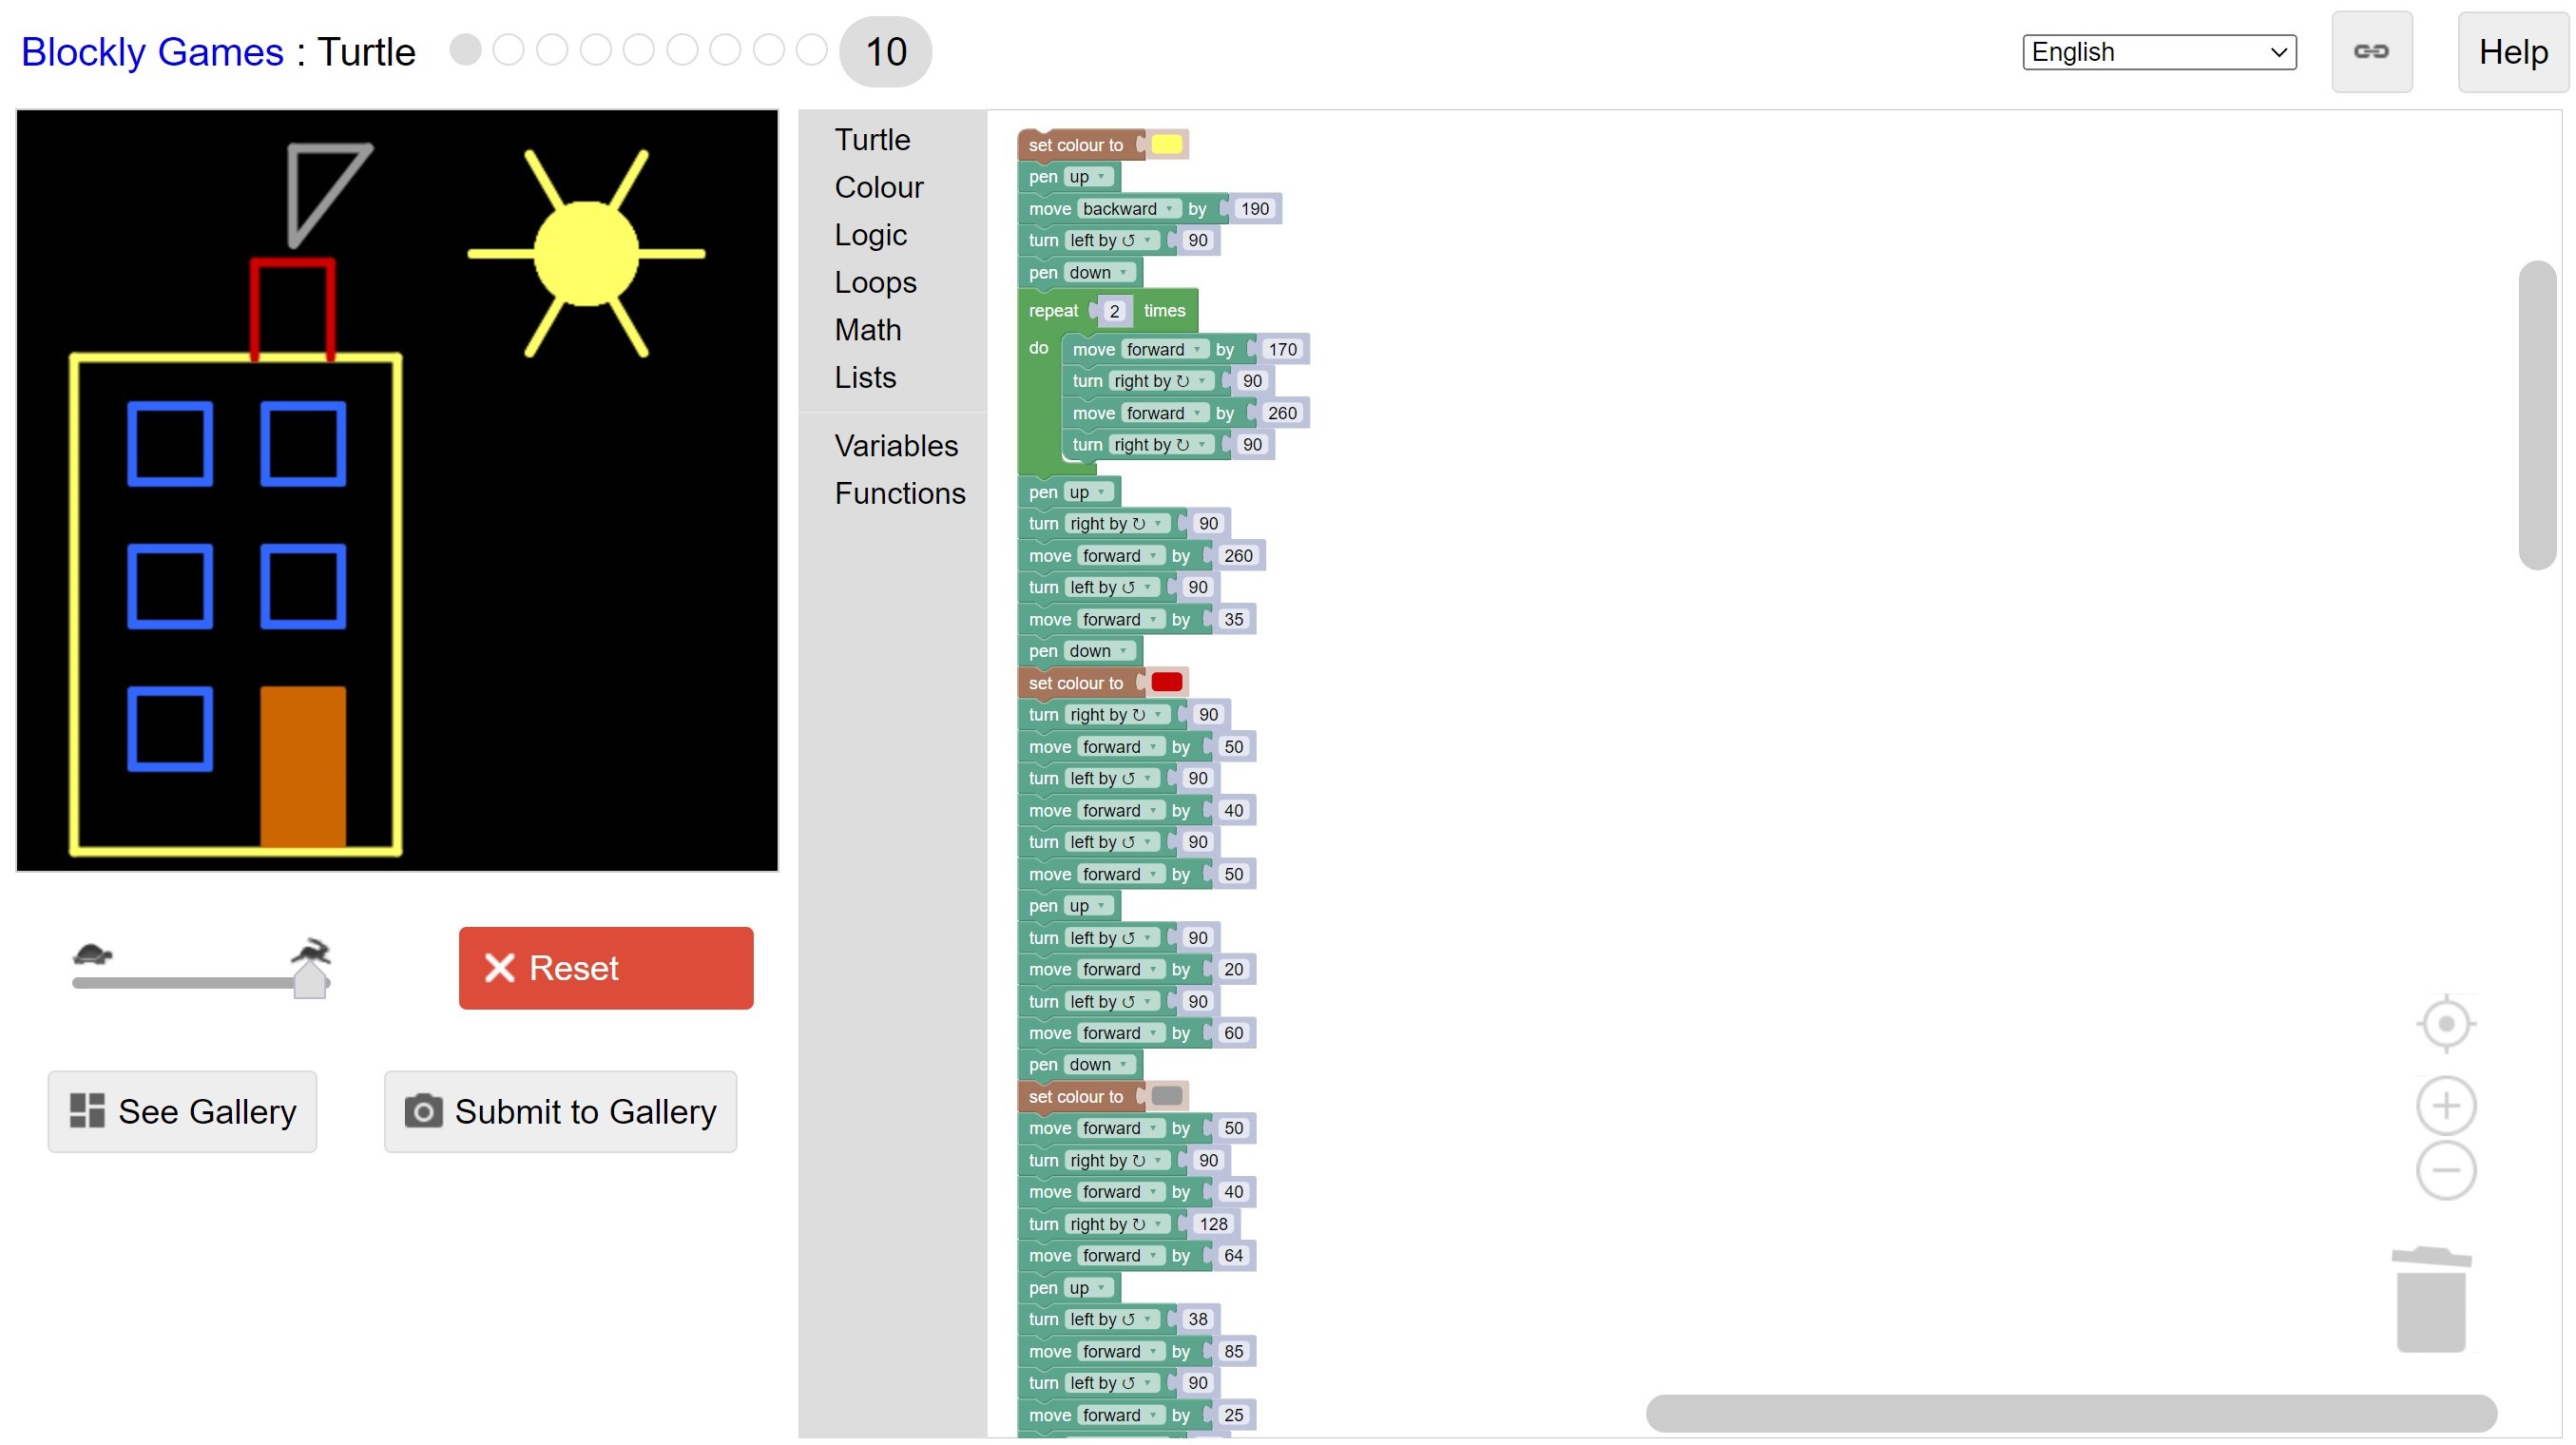 Blockly Games : Turtle 10 English Help
Turtle
Colour
Logic
Loops
Math
Lists
Variables
Functions
set colour to
pen up
move backward by 190
turn left by ↺ 90
pen down
repeat 2 times
do move forward by 170
turn right by ↻ 90
move forward by 260
turn right by ↻ 90
pen up
turn right by ↻ 90
move forward by 260
turn left by ↺ 90
move forward by 35
pen down
set colour to
turn right by ↻ 90
move forward by 50
turn left by ↺ 90
move forward by 40
turn left by ↺ 90
move forward by 50
pen up
turn left by ↺ 90
move forward by 20
turn left by ↺ 90
move forward by 60
pen down
set colour to
move forward by 50
turn right by ↻ 90
move forward by 40
turn right by ↻ 128
move forward by 64
pen up
turn left by ↺ 38
move forward by 85
turn left by ↺ 90
move forward by 25
Reset
See Gallery
Submit to Gallery